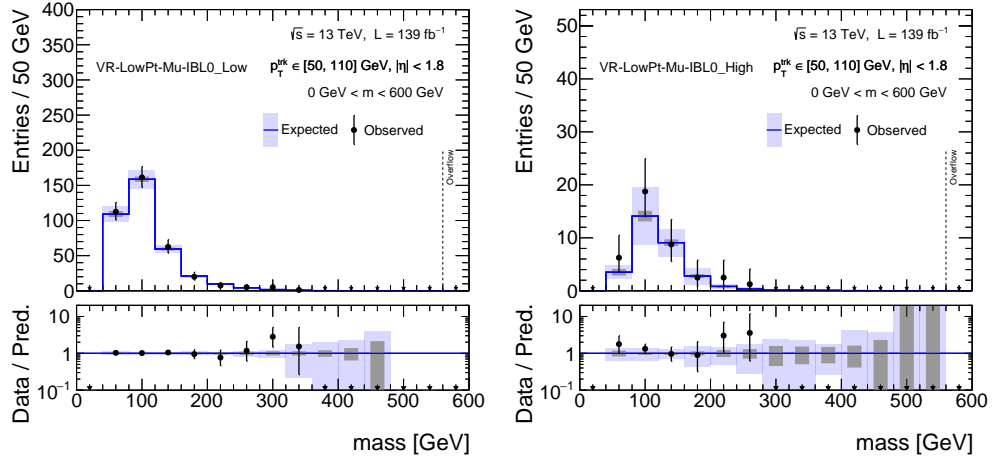 Entries / 50 GeV
400
350
300
250
200
150
100
50
0
√s = 13 TeV, L = 139 fb⁻¹
VR-LowPt-Mu-IBL0_Low
p_T^trk ∈ [50, 110] GeV, |η| < 1.8
0 GeV < m < 600 GeV
Expected
Observed
Overflow
Data / Pred.
10
1
10⁻¹
0 100 200 300 400 500 600
mass [GeV]
Entries / 50 GeV
50
40
30
20
10
0
√s = 13 TeV, L = 139 fb⁻¹
VR-LowPt-Mu-IBL0_High
p_T^trk ∈ [50, 110] GeV, |η| < 1.8
0 GeV < m < 600 GeV
Expected
Observed
Overflow
Data / Pred.
10
1
10⁻¹
0 100 200 300 400 500 600
mass [GeV]